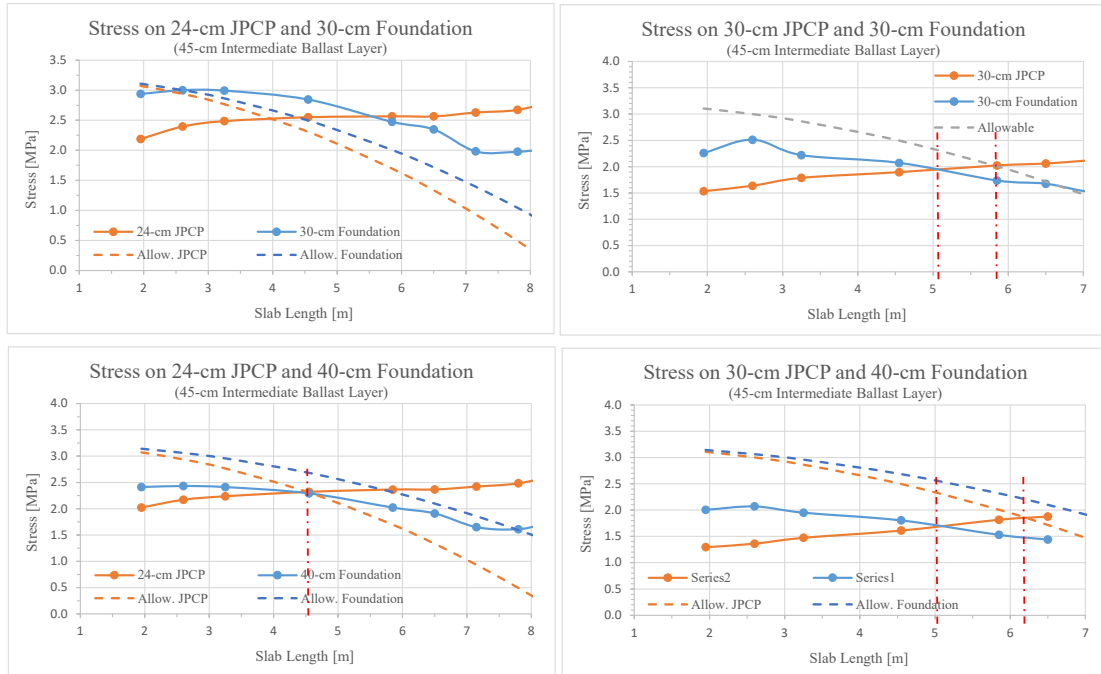 Stress on 24-cm JPCP and 30-cm Foundation
(45-cm Intermediate Ballast Layer)
3.5
3.0
2.5
2.0
1.5
1.0
0.5
0.0
Stress [MPa]
24-cm JPCP
30-cm Foundation
Allow. JPCP
Allow. Foundation
1 2 3 4 5 6 7 8
Slab Length [m]
Stress on 30-cm JPCP and 30-cm Foundation
(45-cm Intermediate Ballast Layer)
4.0
3.5
3.0
2.5
2.0
1.5
1.0
0.5
0.0
Stress [MPa]
30-cm JPCP
30-cm Foundation
Allowable
1 2 3 4 5 6 7
Slab Length [m]
Stress on 24-cm JPCP and 40-cm Foundation
(45-cm Intermediate Ballast Layer)
4.0
3.5
3.0
2.5
2.0
1.5
1.0
0.5
0.0
Stress [MPa]
24-cm JPCP
40-cm Foundation
Allow. JPCP
Allow. Foundation
1 2 3 4 5 6 7 8
Slab Length [m]
Stress on 30-cm JPCP and 40-cm Foundation
(45-cm Intermediate Ballast Layer)
4.0
3.5
3.0
2.5
2.0
1.5
1.0
0.5
0.0
Stress [MPa]
Series2
Series1
Allow. JPCP
Allow. Foundation
1 2 3 4 5 6 7
Slab Length [m]